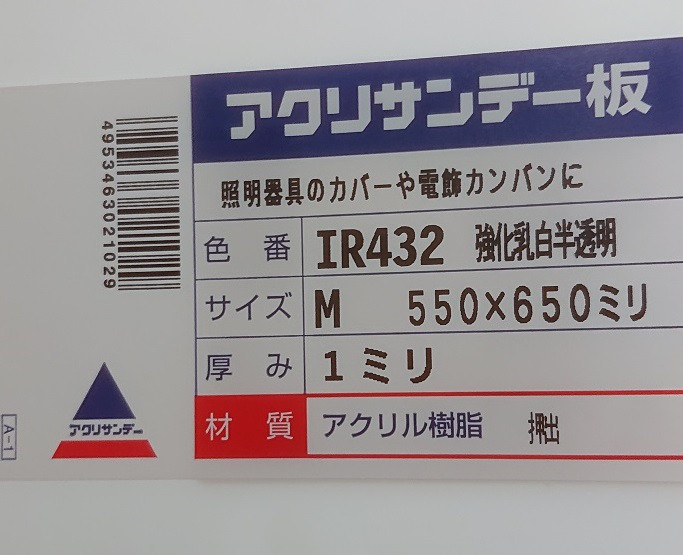 アクリサンデー板
照明器具のカバーや電飾カンバンに
色番 IR432 強化乳白半透明
サイズ M 550×650ミリ
厚み 1ミリ
材質 アクリル樹脂
4953463021029
アクリサンデー
A-1